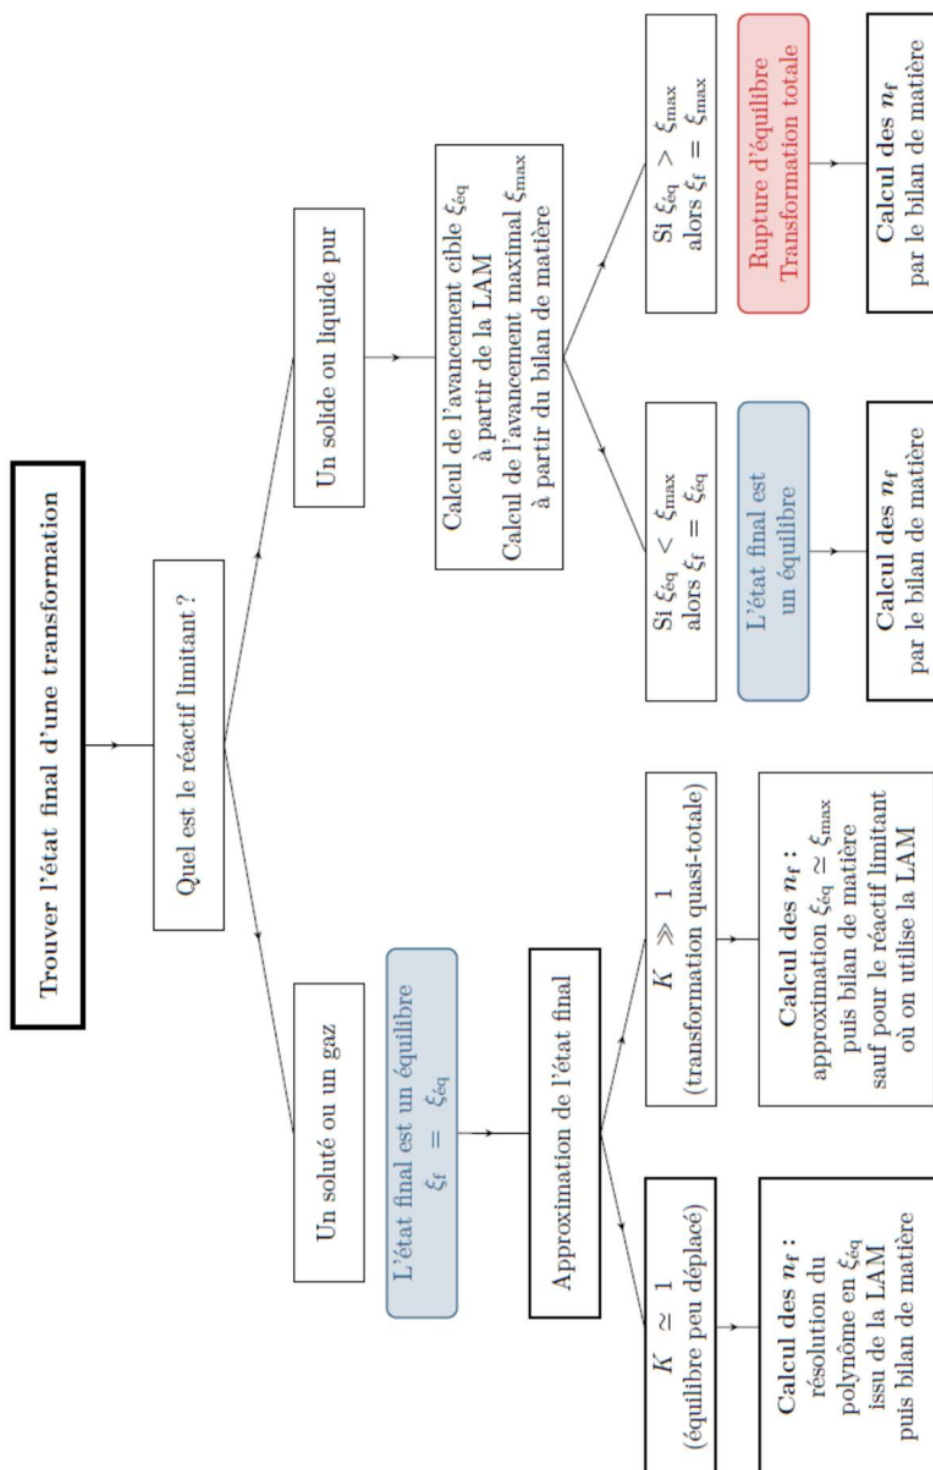 Trouver l'état final d'une transformation
Quel est le réactif limitant ?
Un soluté ou un gaz
L'état final est un équilibre
ξf = ξéq
Approximation de l'état final
K ≃ 1
(équilibre peu déplacé)
Calcul des nf :
résolution du
polynôme en ξéq
issu de la LAM
puis bilan de matière
K ≫ 1
(transformation quasi-totale)
Calcul des nf :
approximation ξéq ≃ ξmax
puis bilan de matière
sauf pour le réactif limitant
où on utilise la LAM
Un solide ou liquide pur
Calcul de l'avancement cible ξéq
à partir de la LAM
Calcul de l'avancement maximal ξmax
à partir du bilan de matière
Si ξéq < ξmax
alors ξf = ξéq
L'état final est
un équilibre
Calcul des nf
par le bilan de matière
Si ξéq > ξmax
alors ξf = ξmax
Rupture d'équilibre
Transformation totale
Calcul des nf
par le bilan de matière